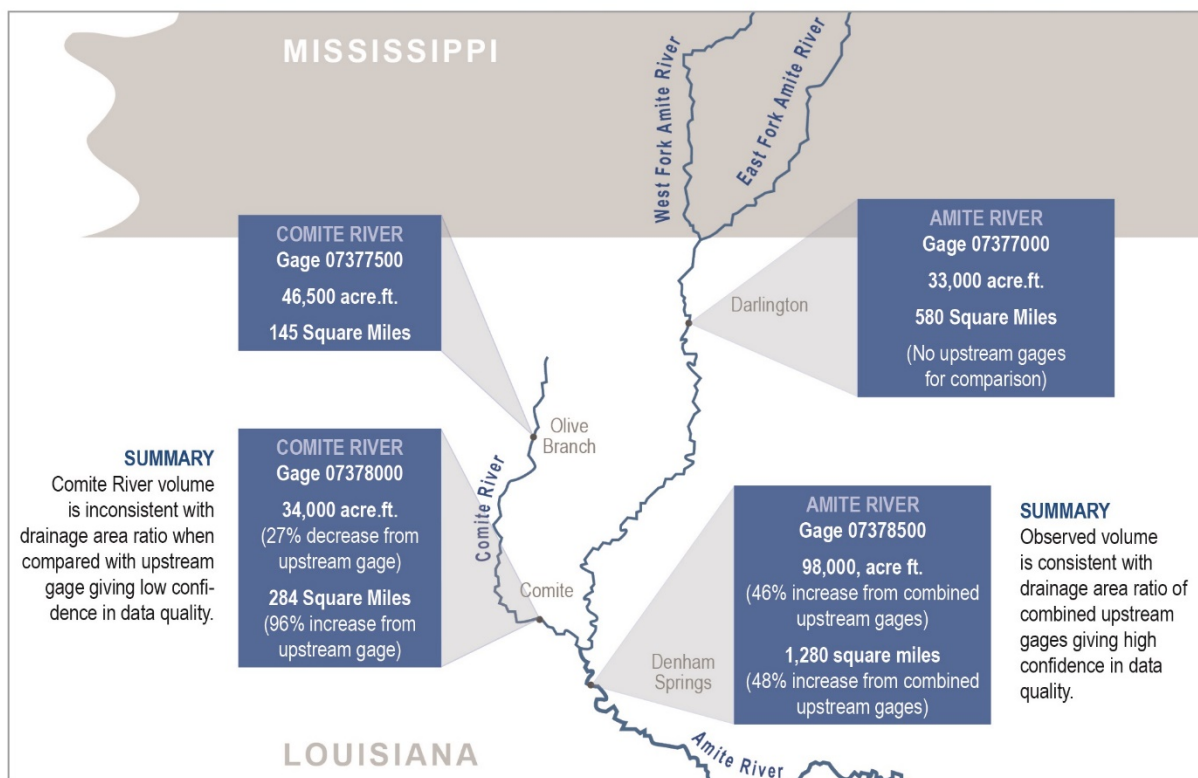 MISSISSIPPI
West Fork Amite River
East Fork Amite River
COMITE RIVER
Gage 07377500
46,500 acre.ft.
145 Square Miles
AMITE RIVER
Gage 07377000
33,000 acre.ft.
580 Square Miles
(No upstream gages
for comparison)
Darlington
Olive
Branch
SUMMARY
Comite River volume
is inconsistent with
drainage area ratio when
compared with upstream
gage giving low confi-
dence in data quality.
COMITE RIVER
Gage 07378000
34,000 acre.ft.
(27% decrease from
upstream gage)
284 Square Miles
(96% increase from
upstream gage)
Comite River
Comite
AMITE RIVER
Gage 07378500
98,000, acre ft.
(46% increase from combined
upstream gages)
1,280 square miles
(48% increase from combined
upstream gages)
SUMMARY
Observed volume
is consistent with
drainage area ratio of
combined upstream
gages giving high
confidence in data
quality.
Denham
Springs
LOUISIANA
Amite River